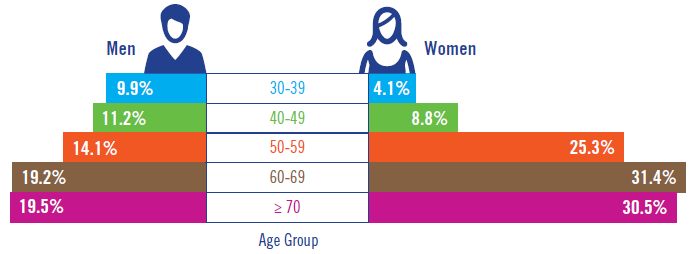 Men Women
9.9% 30-39 4.1%
11.2% 40-49 8.8%
14.1% 50-59 25.3%
19.2% 60-69 31.4%
19.5% ≥ 70 30.5%
Age Group